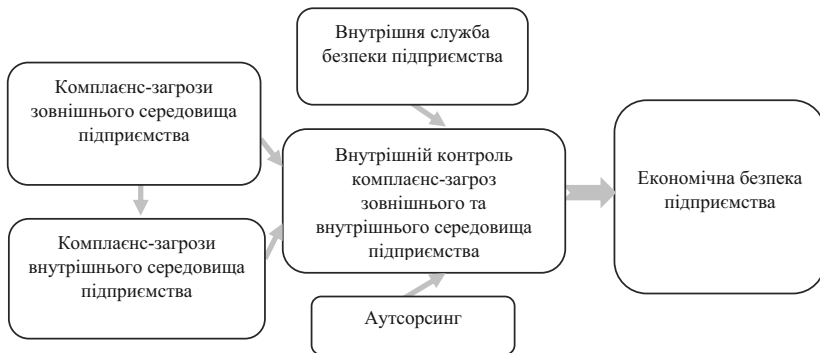 Внутрішня служба
безпеки підприємства
Комплаєнс-загрози
зовнішнього середовища
підприємства
Комплаєнс-загрози
внутрішнього середовища
підприємства
Внутрішній контроль
комплаєнс-загроз
зовнішнього та
внутрішнього середовища
підприємства
Аутсорсинг
Економічна безпека
підприємства